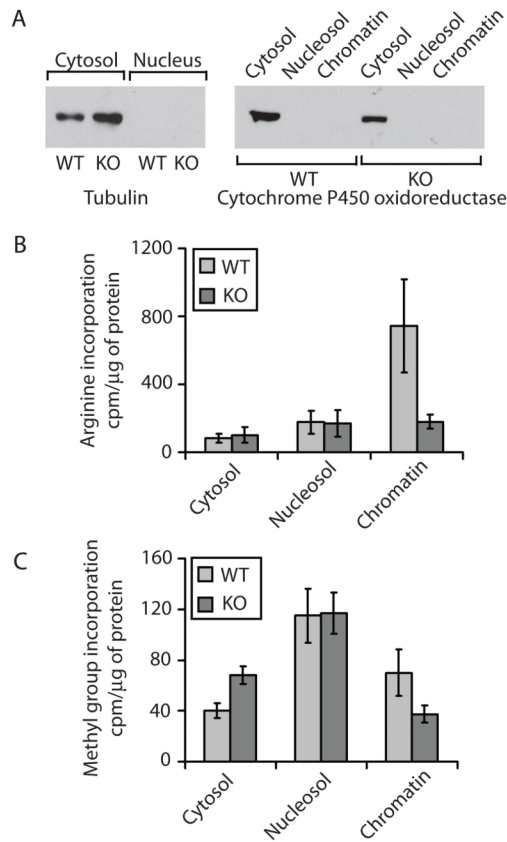 A
Cytosol Nucleus
Cytosol Nucleosol Chromatin Cytosol Nucleosol Chromatin
WT KO WT KO
WT KO
Tubulin
Cytochrome P450 oxidoreductase
B
Arginine incorporation
cpm/μg of protein
1200
800
400
0
WT
KO
Cytosol Nucleosol Chromatin
C
Methyl group incorporation
cpm/μg of protein
160
120
80
40
0
WT
KO
Cytosol Nucleosol Chromatin